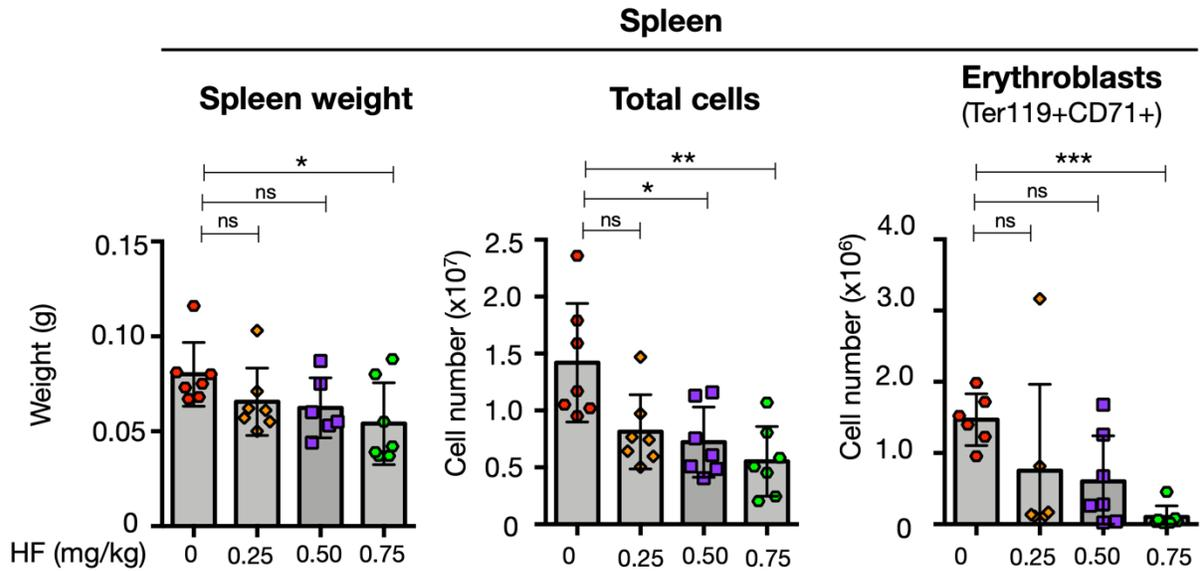 Spleen
Spleen weight
Total cells
Erythroblasts
(Ter119+CD71+)
*
ns
ns
**
*
ns
***
ns
ns
Weight (g)
0.15
0.10
0.05
0
Cell number (x10⁷)
2.5
2.0
1.5
1.0
0.5
0
Cell number (x10⁶)
4.0
3.0
2.0
1.0
0
HF (mg/kg) 0 0.25 0.50 0.75
0 0.25 0.50 0.75
0 0.25 0.50 0.75